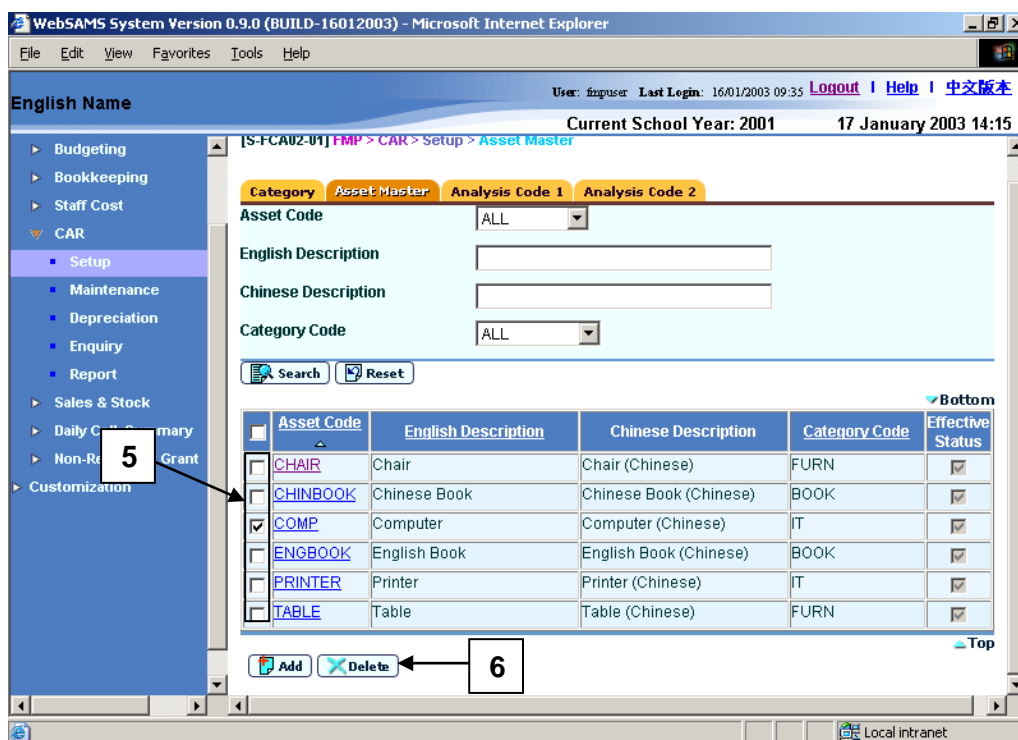 WebSAMS System Version 0.9.0 (BUILD-16012003) - Microsoft Internet Explorer
File Edit View Favorites Tools Help
User: fmpuser Last Login: 16/01/2003 09:35 Logout | Help | 中文版本
English Name
Current School Year: 2001 17 January 2003 14:15
[S-FCA02-01] FMP > CAR > Setup > Asset Master
Budgeting
Bookkeeping
Staff Cost
CAR
Setup
Maintenance
Depreciation
Enquiry
Report
Sales & Stock
Daily
Grant
Customization
Category Asset Master Analysis Code 1 Analysis Code 2
Asset Code ALL
English Description
Chinese Description
Category Code ALL
Search Reset
Bottom
Asset Code English Description Chinese Description Category Code Effective Status
CHAIR Chair Chair (Chinese) FURN
CHINBOOK Chinese Book Chinese Book (Chinese) BOOK
COMP Computer Computer (Chinese) IT
ENGBOOK English Book English Book (Chinese) BOOK
PRINTER Printer Printer (Chinese) IT
TABLE Table Table (Chinese) FURN
Top
Add Delete
5
6
Local intranet